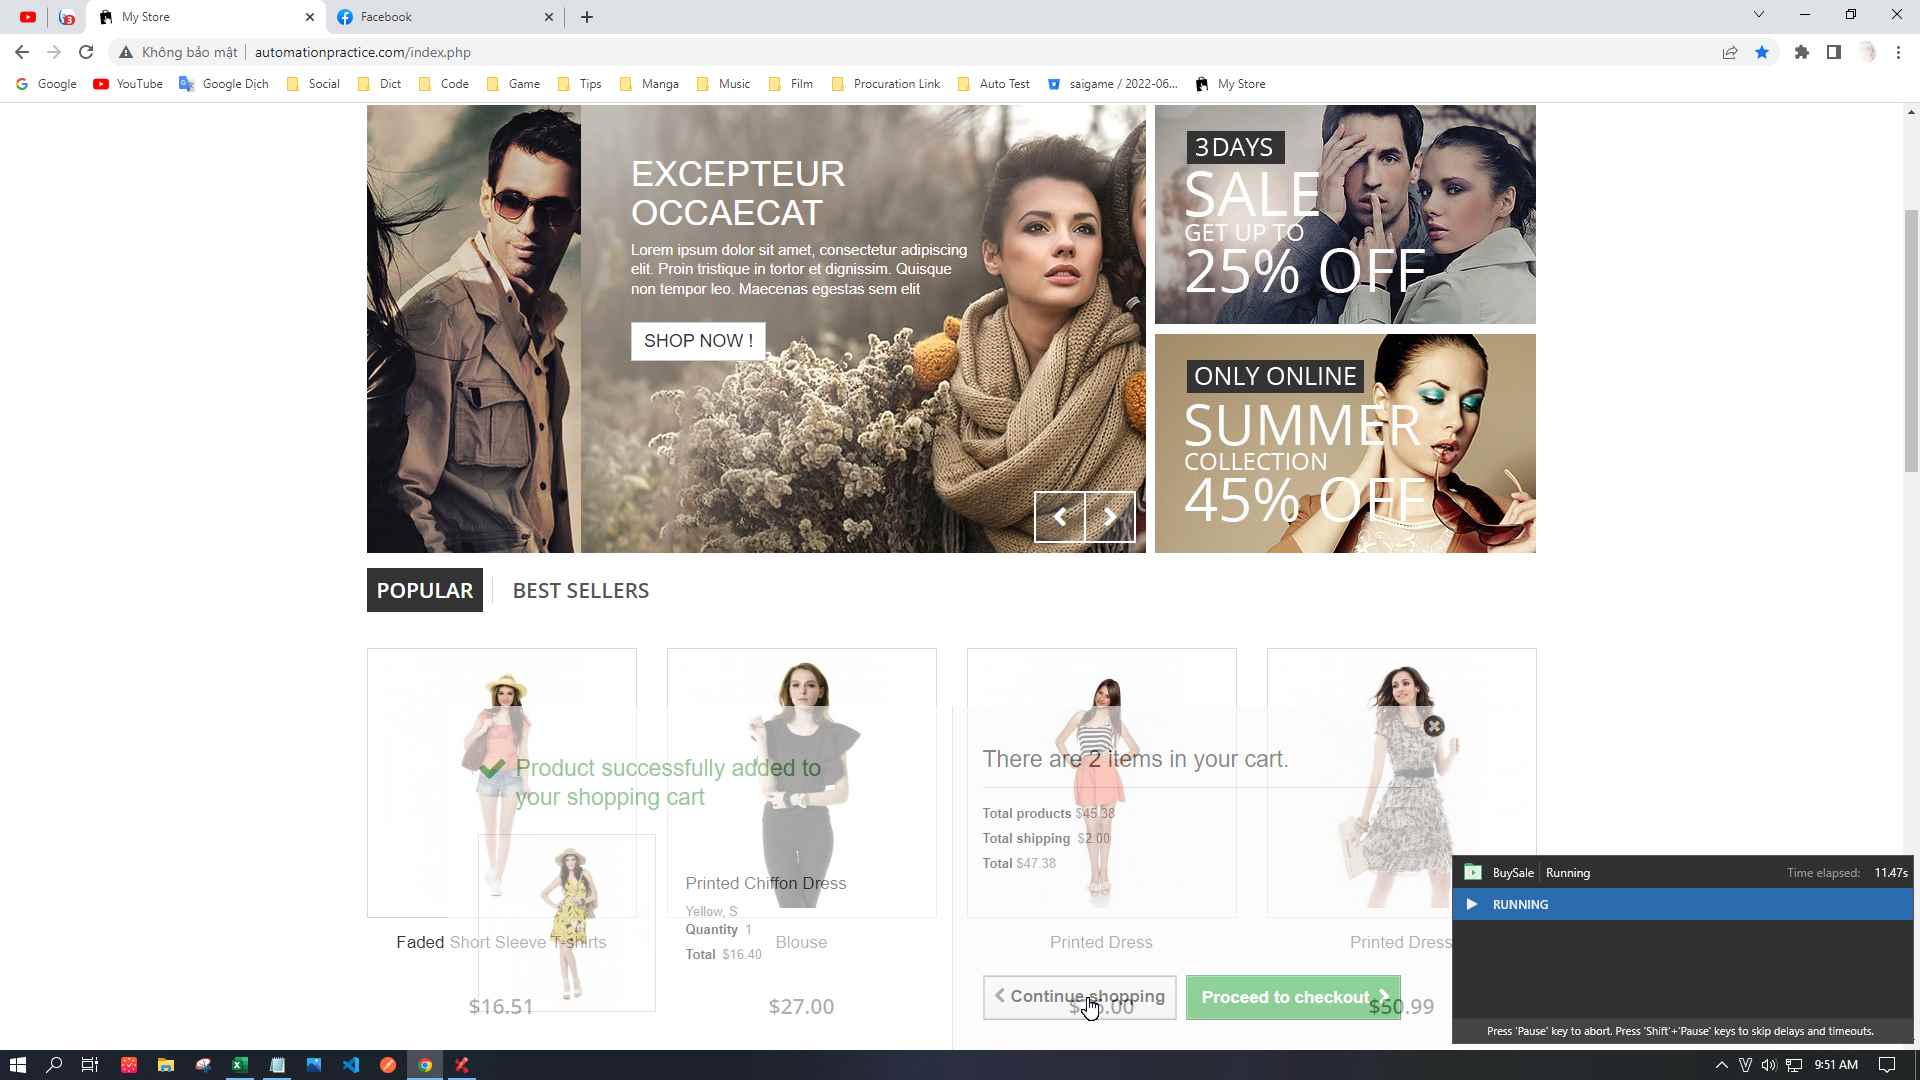 My Store
Facebook
Không bảo mật
automationpractice.com/index.php
Google
YouTube
Google Dịch
Social
Dict
Code
Game
Tips
Manga
Music
Film
Procuration Link
Auto Test
saigame / 2022-06...
My Store
EXCEPTEUR
OCCAECAT
Lorem ipsum dolor sit amet, consectetur adipiscing
elit. Proin tristique in tortor et dignissim. Quisque
non tempor leo. Maecenas egestas sem elit
SHOP NOW !
3 DAYS
SALE
GET UP TO
25% OFF
ONLY ONLINE
SUMMER
COLLECTION
45% OFF
POPULAR
BEST SELLERS
Product successfully added to
your shopping cart
Printed Chiffon Dress
Yellow, S
Quantity 1
Total $16.40
There are 2 items in your cart.
Total products $45.38
Total shipping $2.00
Total $47.38
Continue shopping
Proceed to checkout
Faded Short Sleeve T-shirts
Blouse
Printed Dress
Printed Dress
$16.51
$27.00
$50.99
BuySale
Running
Time elapsed: 11.47s
RUNNING
Press 'Pause' key to abort. Press 'Shift'+'Pause' keys to skip delays and timeouts.
9:51 AM